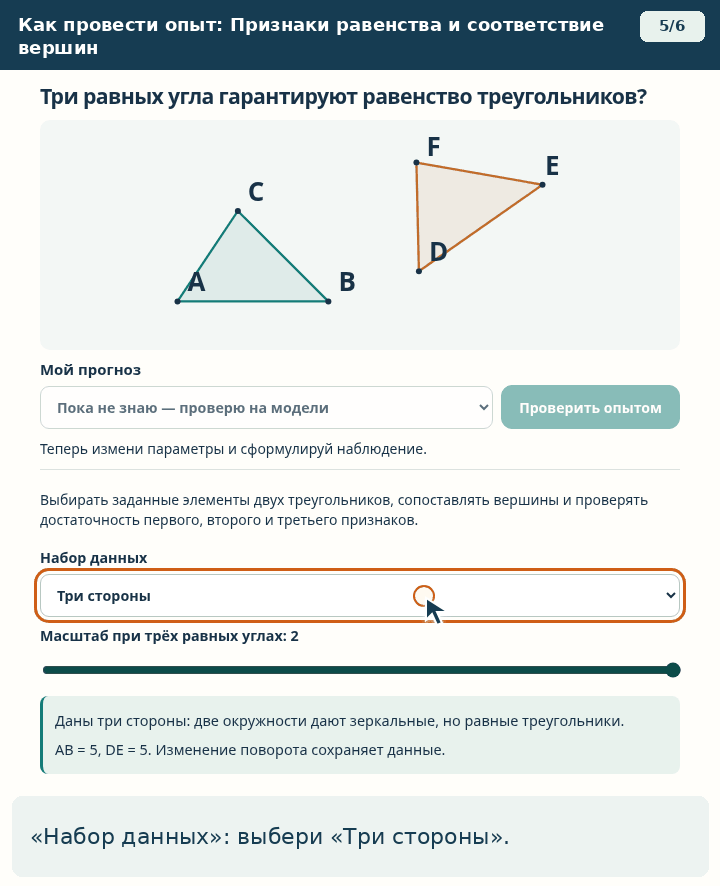 Как провести опыт: Признаки равенства и соответствие
вершин
5/6
Три равных угла гарантируют равенство треугольников?
F
E
C
D
A
B
Мой прогноз
Пока не знаю — проверю на модели
Проверить опытом
Теперь измени параметры и сформулируй наблюдение.
Выбирать заданные элементы двух треугольников, сопоставлять вершины и проверять
достаточность первого, второго и третьего признаков.
Набор данных
Три стороны
Масштаб при трёх равных углах: 2
Даны три стороны: две окружности дают зеркальные, но равные треугольники.
AB = 5, DE = 5. Изменение поворота сохраняет данные.
«Набор данных»: выбери «Три стороны».